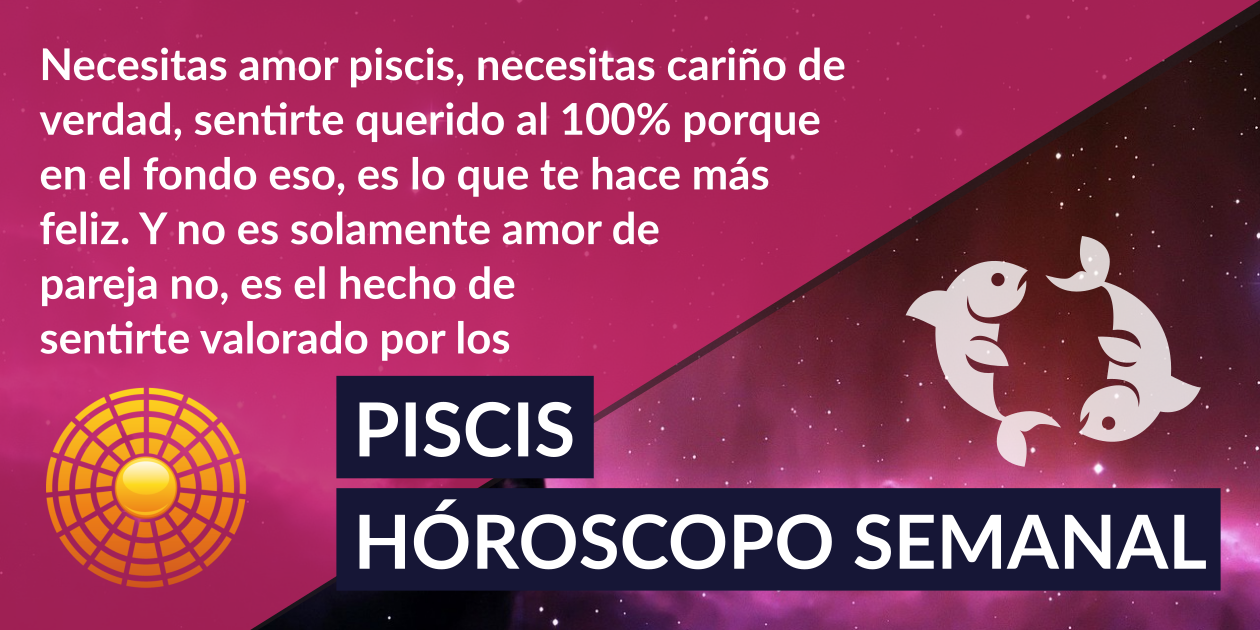 Necesitas amor piscis, necesitas cariño de
verdad, sentirte querido al 100% porque
en el fondo eso, es lo que te hace más
feliz. Y no es solamente amor de
pareja no, es el hecho de
sentirte valorado por los
PISCIS
HÓROSCOPO SEMANAL